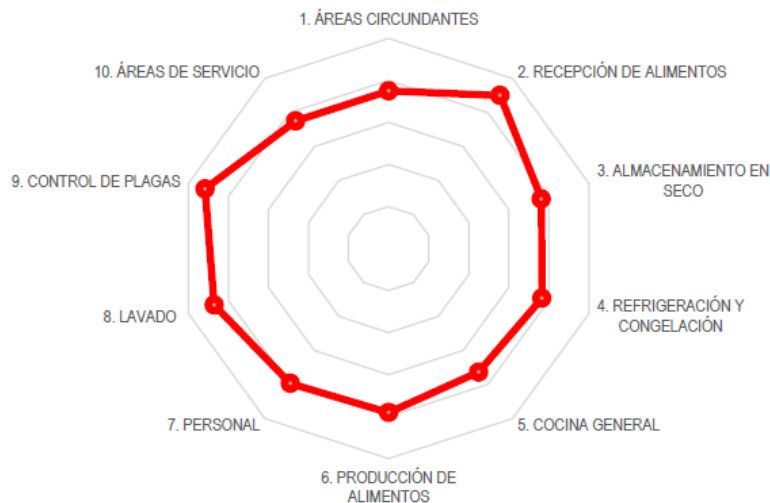 1. ÁREAS CIRCUNDANTES
2. RECEPCIÓN DE ALIMENTOS
3. ALMACENAMIENTO EN
SECO
4. REFRIGERACIÓN Y
CONGELACIÓN
5. COCINA GENERAL
6. PRODUCCIÓN DE
ALIMENTOS
7. PERSONAL
8. LAVADO
9. CONTROL DE PLAGAS
10. ÁREAS DE SERVICIO